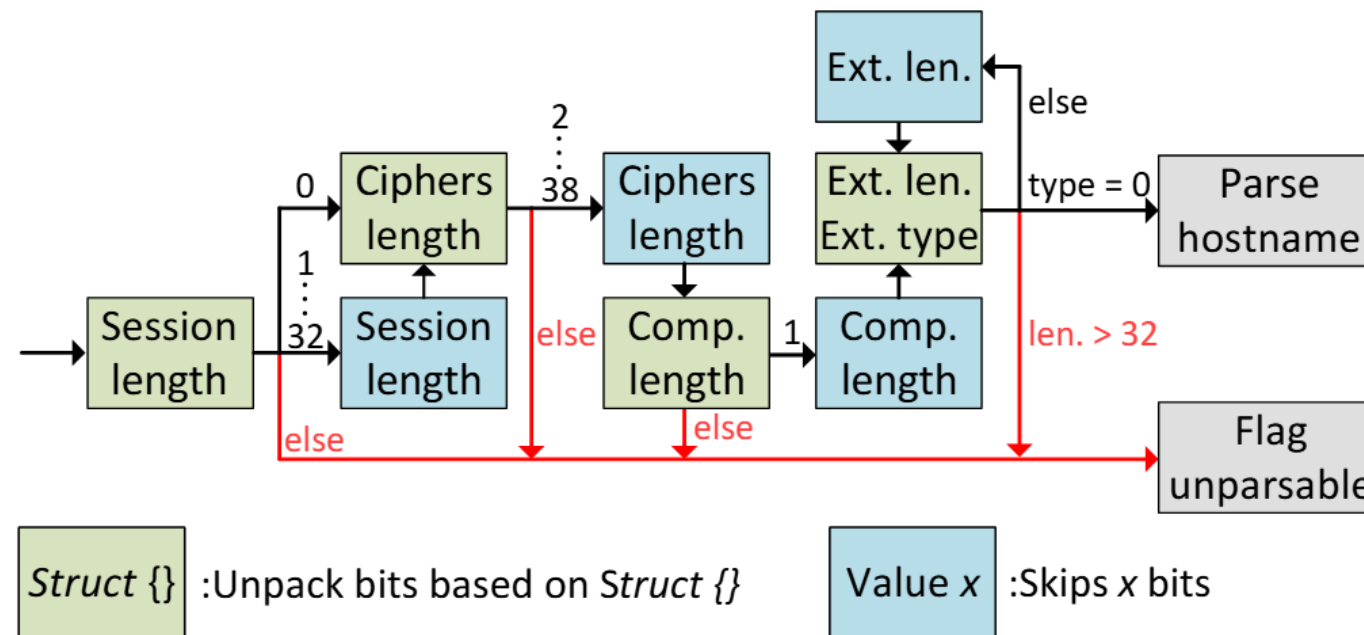 Ext. len.
else
2
⋮
38
0
Ciphers
length
Ciphers
length
Ext. len.
Ext. type
type = 0
Parse
hostname
1
⋮
32
Session
length
Session
length
else
Comp.
length
1
Comp.
length
len. > 32
else
else
Flag
unparsable
Struct {}
:Unpack bits based on Struct {}
Value x
:Skips x bits